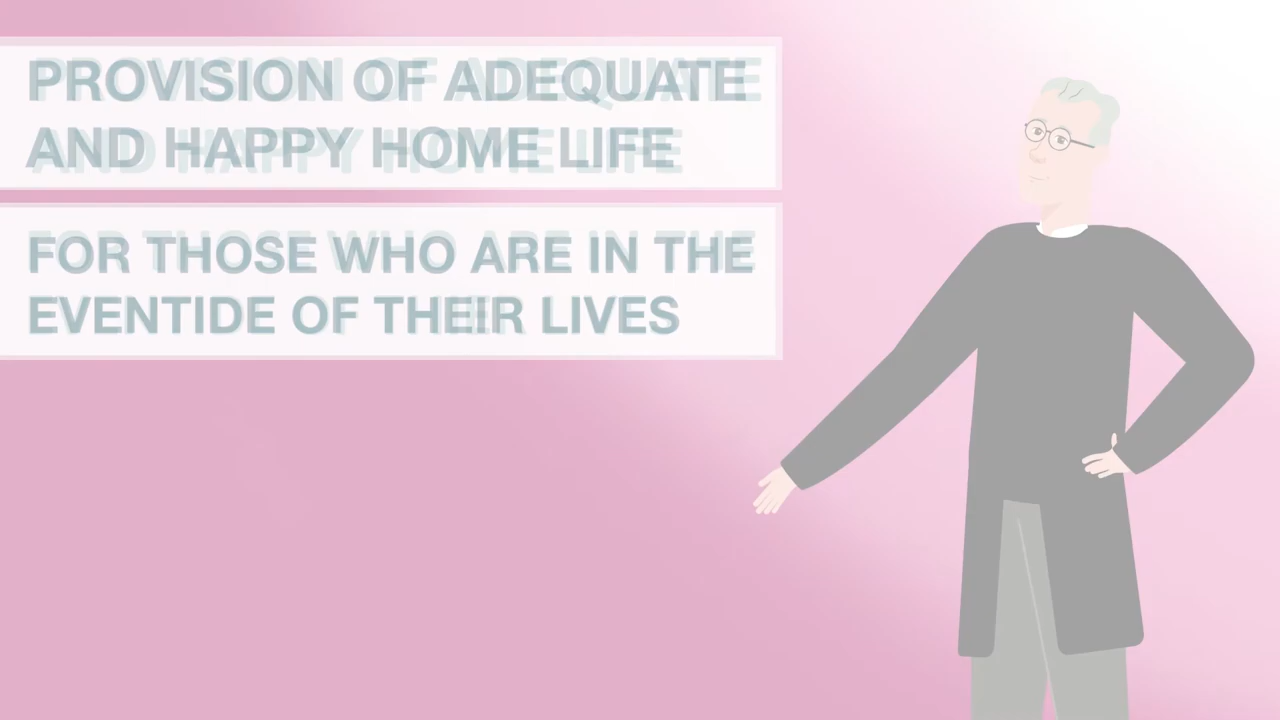 PROVISION OF ADEQUATE
AND HAPPY HOME LIFE
FOR THOSE WHO ARE IN THE
EVENTIDE OF THEIR LIVES